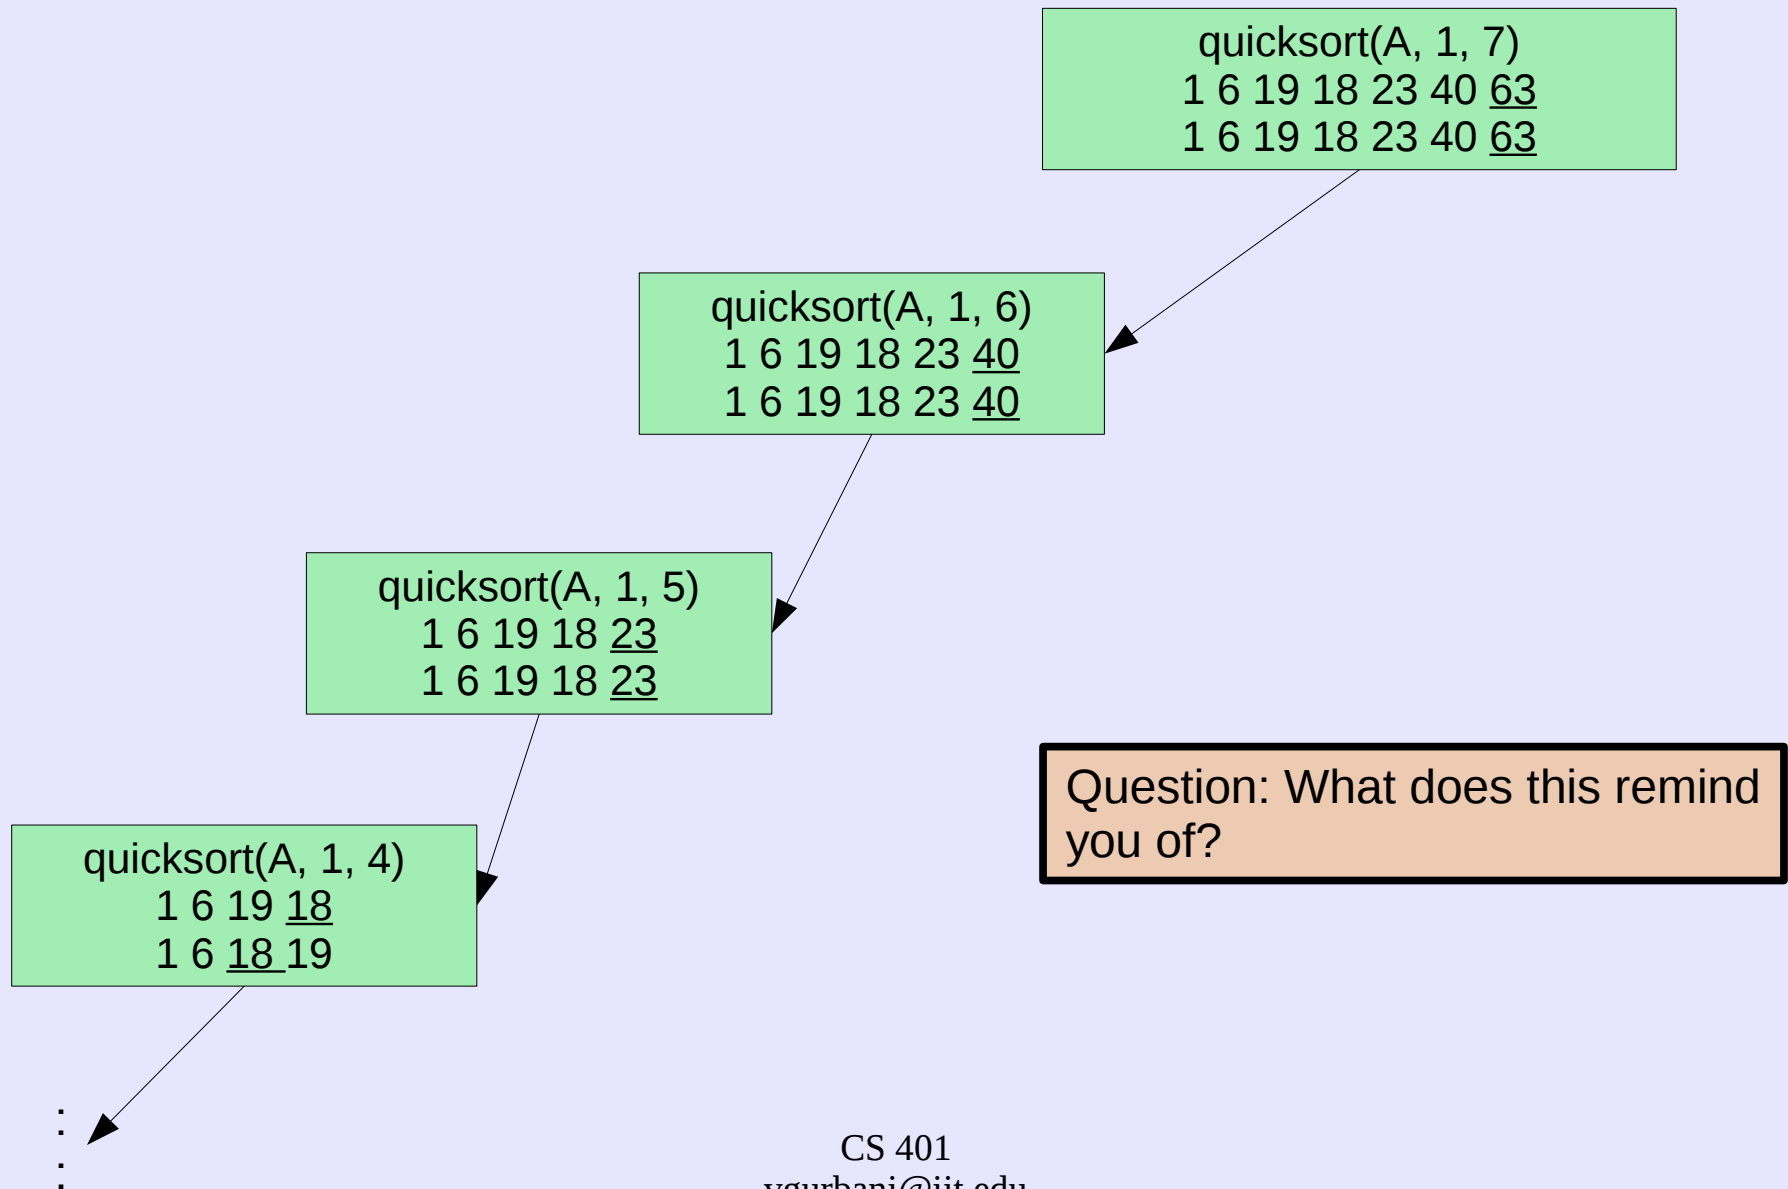 quicksort(A, 1, 7)
1 6 19 18 23 40 63
1 6 19 18 23 40 63
quicksort(A, 1, 6)
1 6 19 18 23 40
1 6 19 18 23 40
quicksort(A, 1, 5)
1 6 19 18 23
1 6 19 18 23
Question: What does this remind
you of?
quicksort(A, 1, 4)
1 6 19 18
1 6 18 19
:
:
CS 401
vgurbani@iit.edu